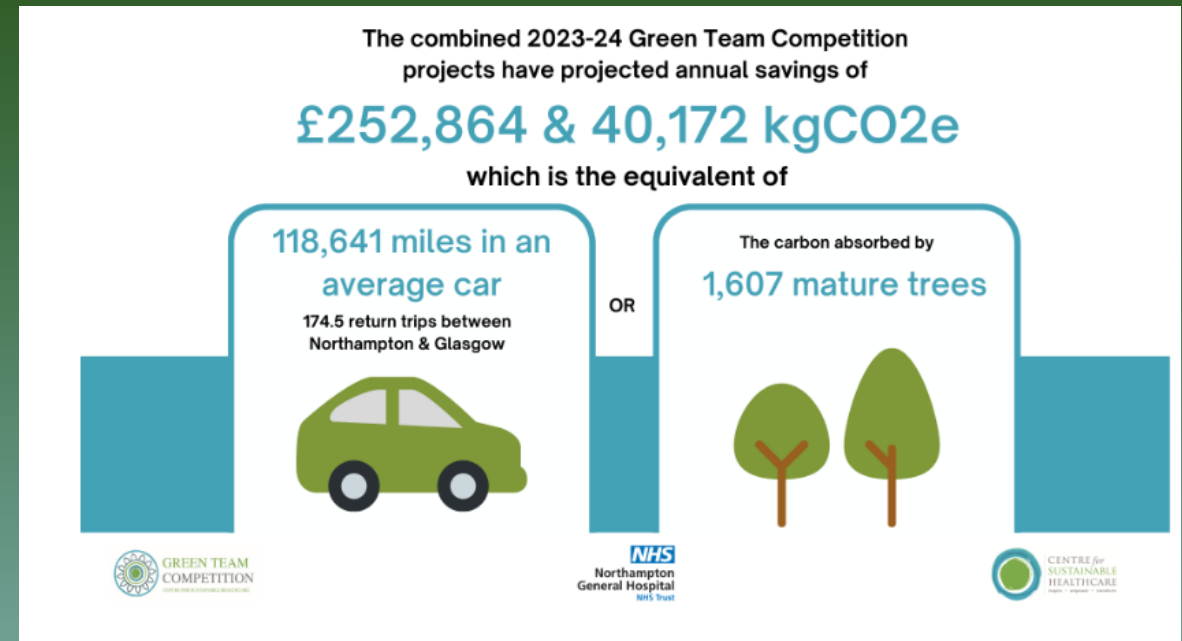 The combined 2023-24 Green Team Competition
projects have projected annual savings of
£252,864 & 40,172 kgCO2e
which is the equivalent of
118,641 miles in an
average car
174.5 return trips between
Northampton & Glasgow
OR
The carbon absorbed by
1,607 mature trees
GREEN TEAM
COMPETITION
NHS
Northampton
General Hospital
NHS Trust
CENTRE for
SUSTAINABLE
HEALTHCARE